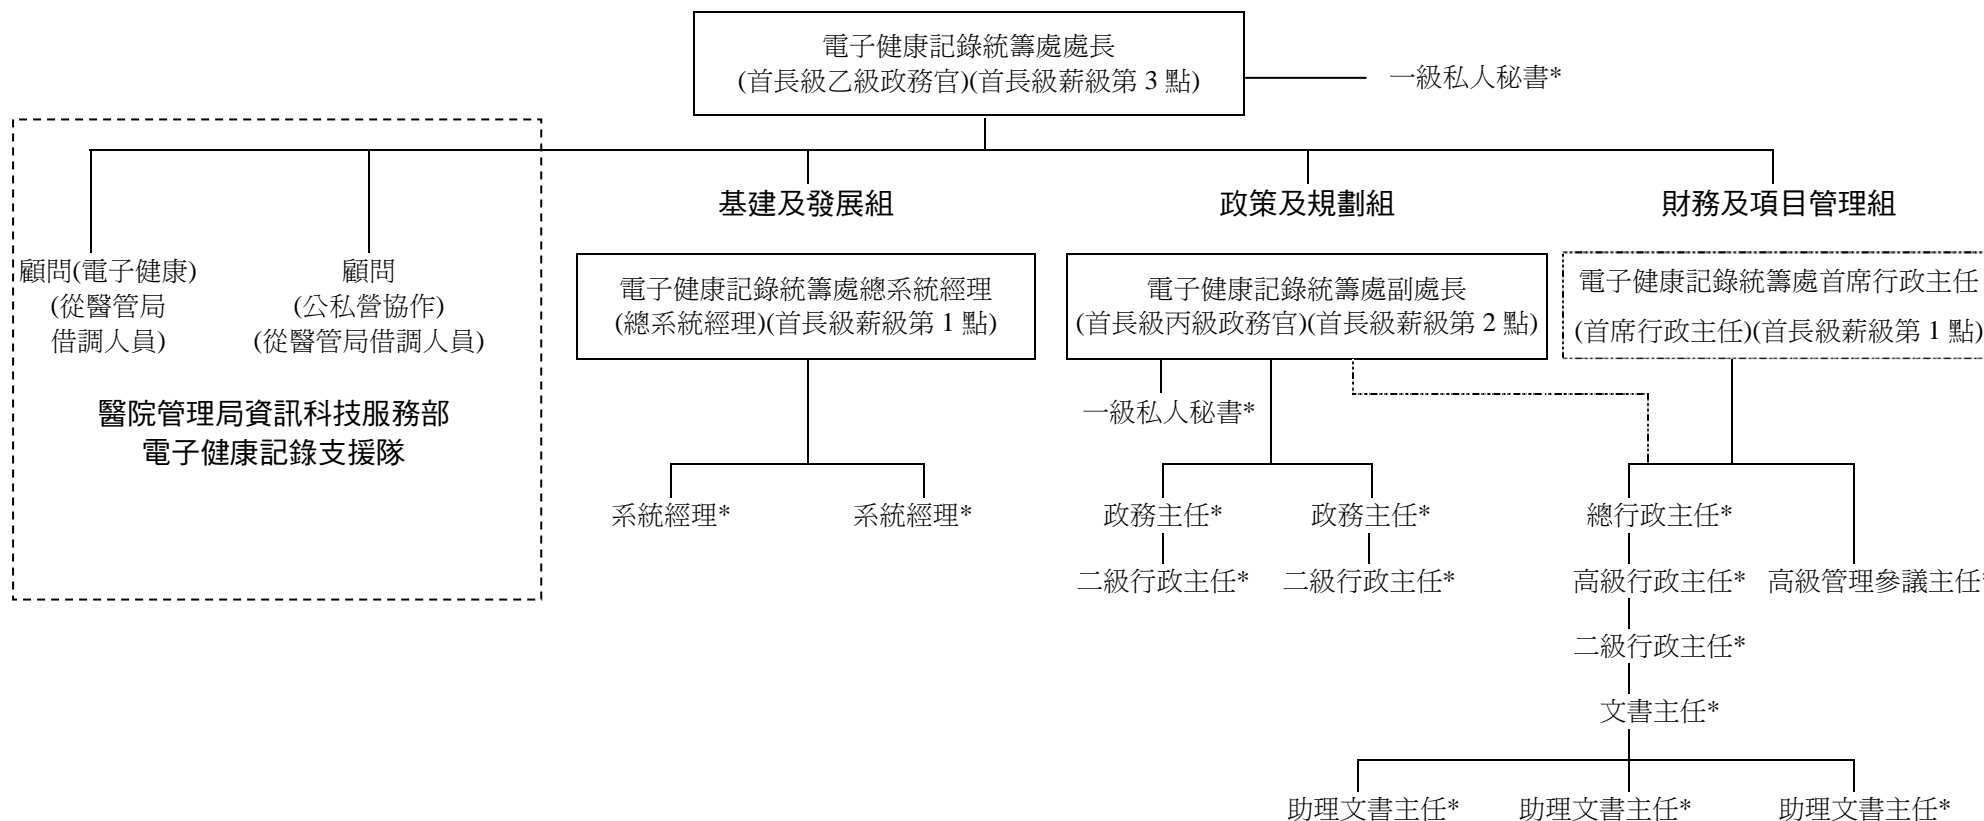 電子健康記錄統籌處處長
(首長級乙級政務官)(首長級薪級第 3 點)
一級私人秘書*
基建及發展組
政策及規劃組
財務及項目管理組
顧問(電子健康)
(從醫管局
借調人員)
顧問
(公私營協作)
(從醫管局借調人員)
醫院管理局資訊科技服務部
電子健康記錄支援隊
電子健康記錄統籌處總系統經理
(總系統經理)(首長級薪級第 1 點)
電子健康記錄統籌處副處長
(首長級丙級政務官)(首長級薪級第 2 點)
電子健康記錄統籌處首席行政主任
(首席行政主任)(首長級薪級第 1 點)
一級私人秘書*
系統經理*
系統經理*
政務主任*
政務主任*
總行政主任*
二級行政主任*
二級行政主任*
高級行政主任*
高級管理參議主任*
二級行政主任*
文書主任*
助理文書主任*
助理文書主任*
助理文書主任*